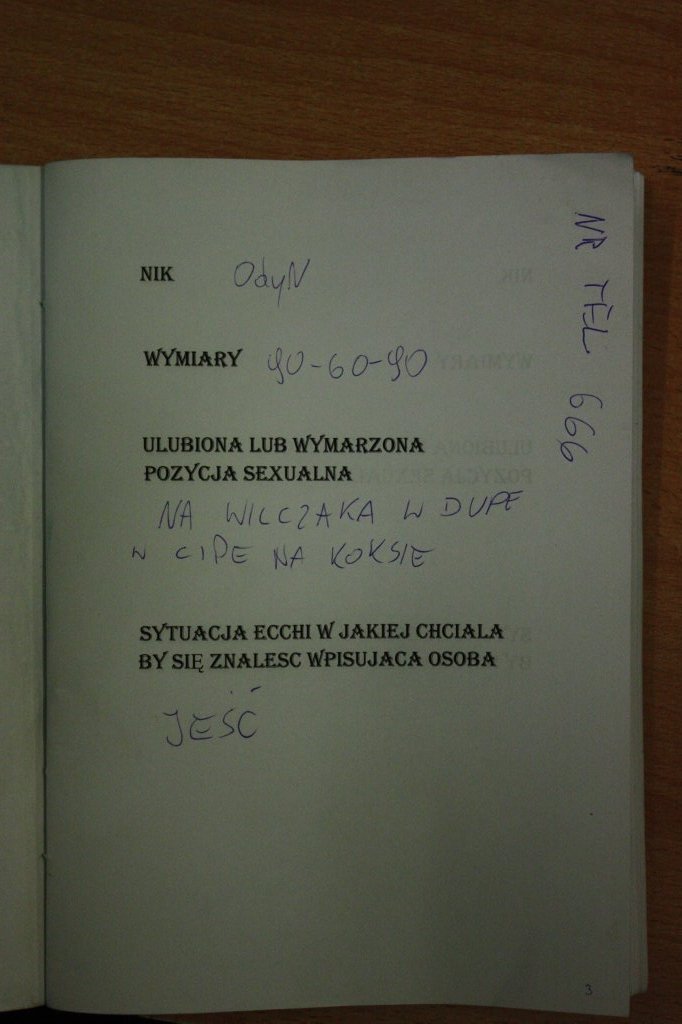 NIK OdyN
WYMIARY 90-60-90
ULUBIONA LUB WYMARZONA
POZYCJA SEXUALNA
NA WILCZAKA W DUPE
W CIPE NA KOKSIE
SYTUACJA ECCHI W JAKIEJ CHCIALA
BY SIĘ ZNALESC WPISUJACA OSOBA
JEŚĆ
NR TEL 666
3